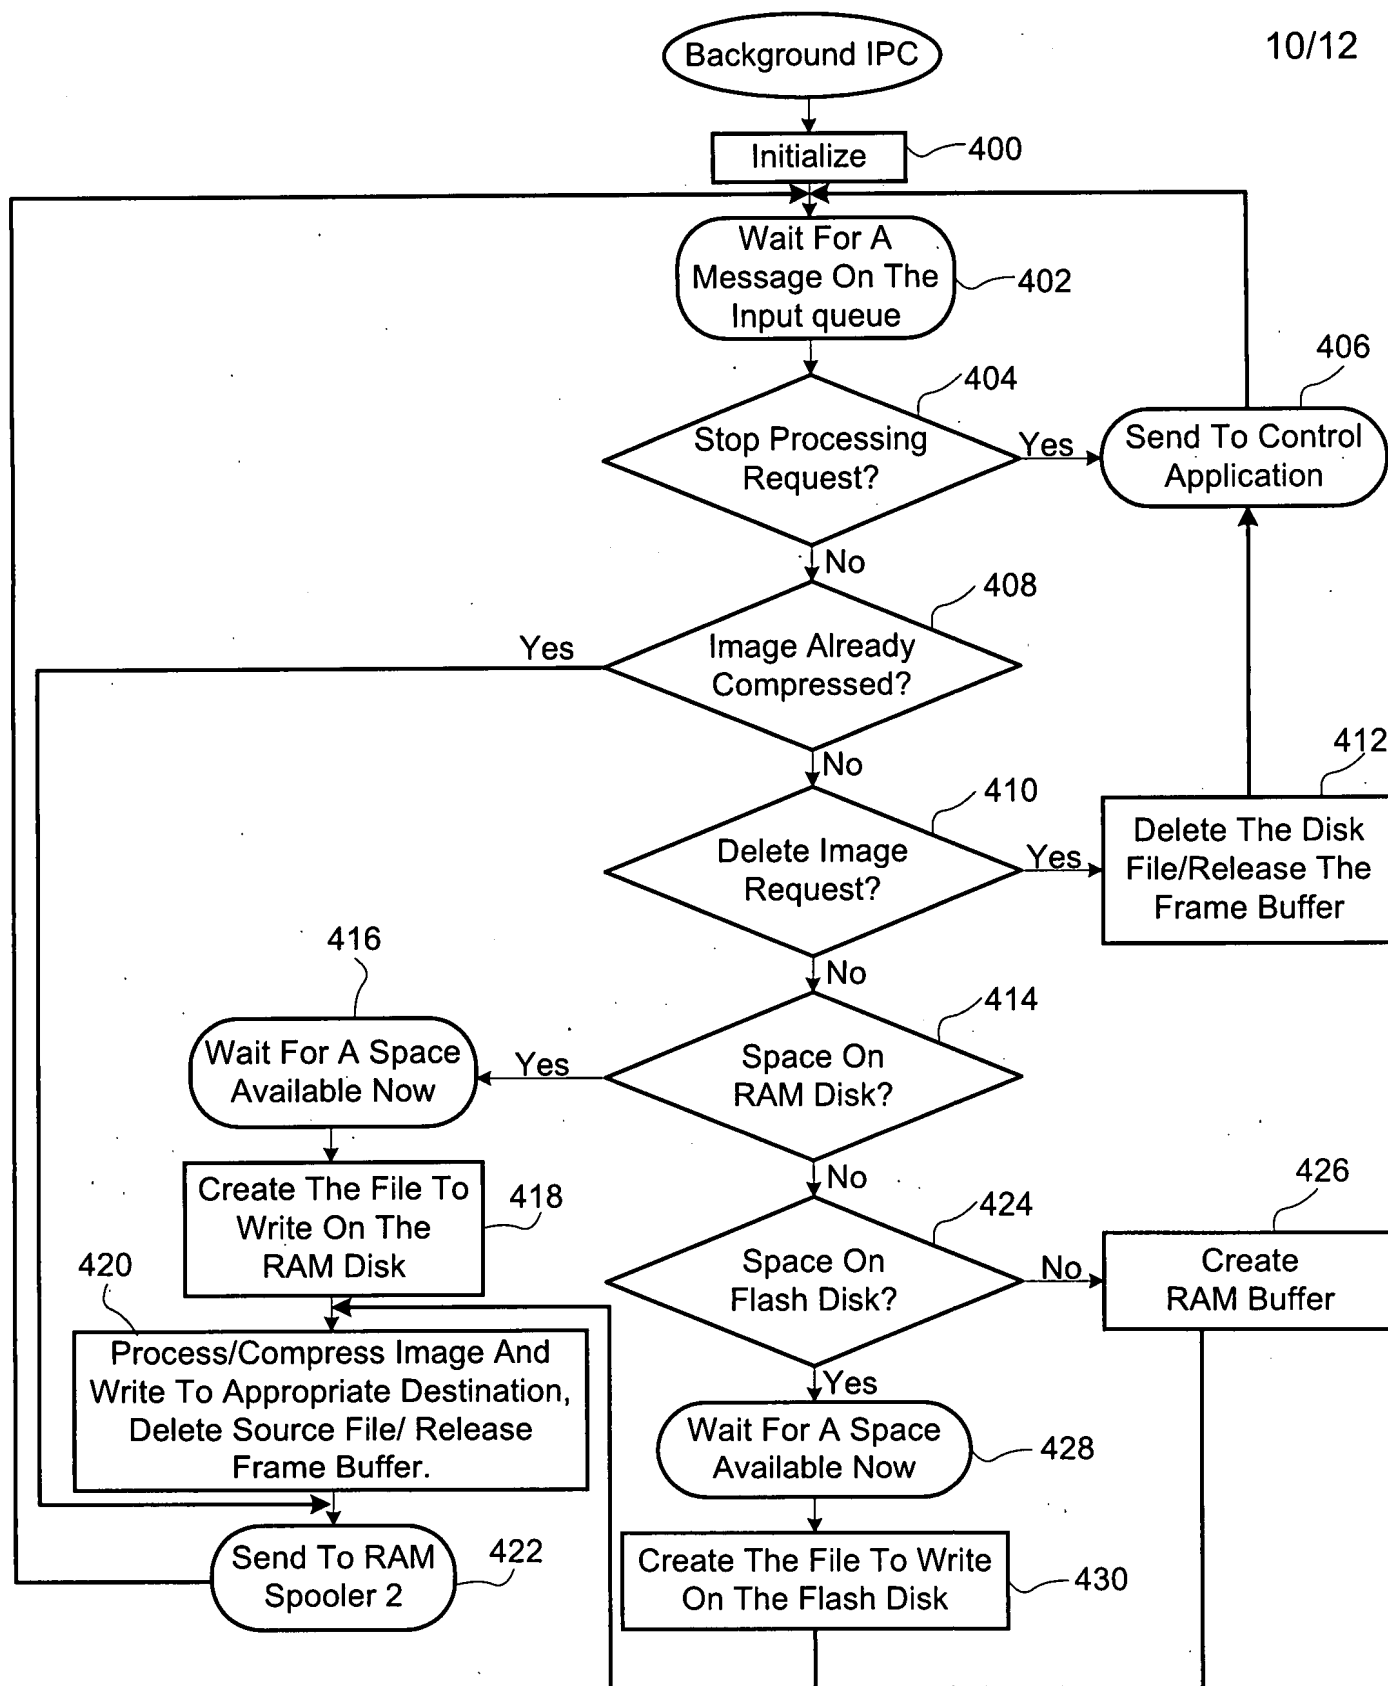 10/12
Background IPC
Initialize
400
Wait For A
Message On The
Input queue
402
404
Stop Processing
Request?
Yes
406
Send To Control
Application
No
408
Yes
Image Already
Compressed?
No
410
412
Delete Image
Request?
Yes
Delete The Disk
File/Release The
Frame Buffer
No
416
414
Wait For A Space
Available Now
Yes
Space On
RAM Disk?
No
418
Create The File To
Write On The
RAM Disk
424
426
Space On
Flash Disk?
No
Create
RAM Buffer
420
Process/Compress Image And
Write To Appropriate Destination,
Delete Source File/ Release
Frame Buffer.
Yes
Wait For A Space
Available Now
428
Send To RAM
Spooler 2
422
Create The File To Write
On The Flash Disk
430